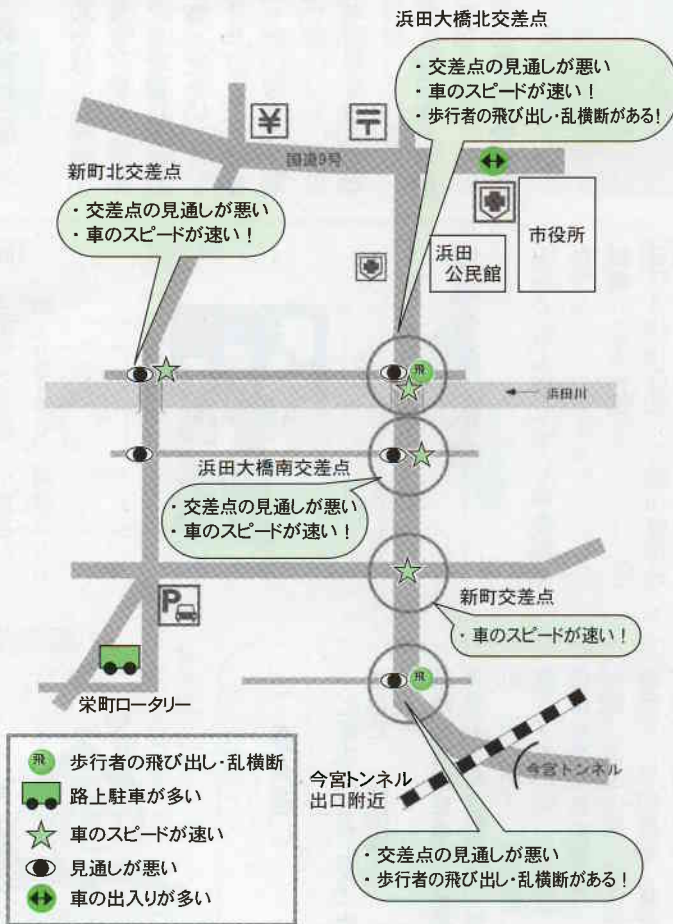 浜田大橋北交差点
・交差点の見通しが悪い
・車のスピードが速い！
・歩行者の飛び出し・乱横断がある！
¥
〒
国道9号
新町北交差点
・交差点の見通しが悪い
・車のスピードが速い！
市役所
浜田
公民館
飛
浜田川
浜田大橋南交差点
・交差点の見通しが悪い
・車のスピードが速い！
新町交差点
・車のスピードが速い！
P
飛
栄町ロータリー
今宮トンネル
出口附近
今宮トンネル
・交差点の見通しが悪い
・歩行者の飛び出し・乱横断がある！
飛 歩行者の飛び出し・乱横断
路上駐車が多い
車のスピードが速い
見通しが悪い
車の出入りが多い